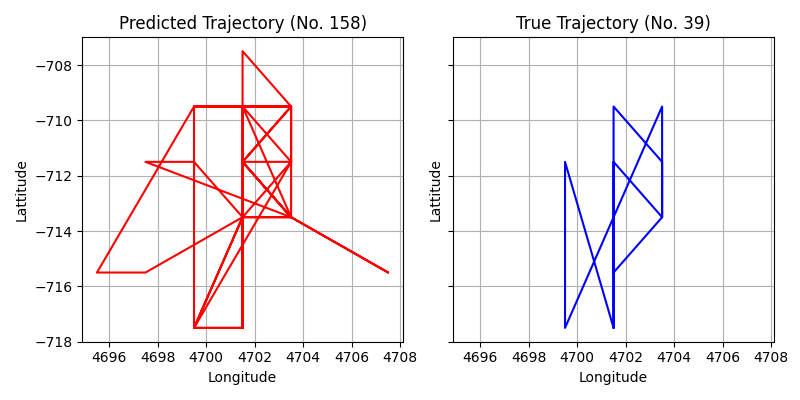 Predicted Trajectory (No. 158)
True Trajectory (No. 39)
Lattitude
Lattitude
−708
−710
−712
−714
−716
−718
4696 4698 4700 4702 4704 4706 4708
4696 4698 4700 4702 4704 4706 4708
Longitude
Longitude